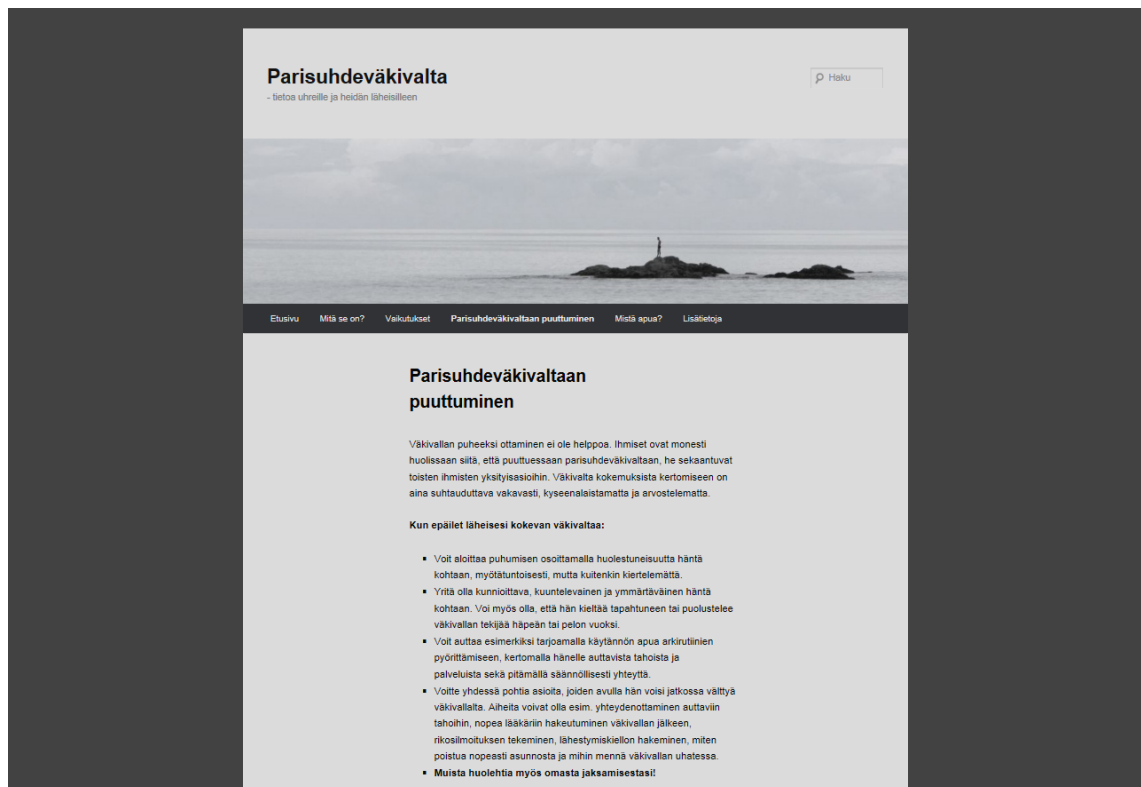 Parisuhdeväkivalta
- tietoa uhreille ja heidän läheisilleen
Haku
Etusivu Mitä se on? Vaikutukset Parisuhdeväkivaltaan puuttuminen Mistä apua? Lisätietoja
Parisuhdeväkivaltaan
puuttuminen
Väkivallan puheeksi ottaminen ei ole helppoa. Ihmiset ovat monesti
huolissaan siitä, että puuttuessaan parisuhdeväkivaltaan, he sekaantuvat
toisten ihmisten yksityisasioihin. Väkivalta kokemuksista kertomiseen on
aina suhtauduttava vakavasti, kyseenalaistamatta ja arvostelematta.
Kun epäilet läheisesi kokevan väkivaltaa:
▪ Voit aloittaa puhumisen osoittamalla huolestuneisuutta häntä
kohtaan, myötätuntoisesti, mutta kuitenkin kiertelemättä.
▪ Yritä olla kunnioittava, kuuntelevainen ja ymmärtäväinen häntä
kohtaan. Voi myös olla, että hän kieltää tapahtuneen tai puolustelee
väkivallan tekijää häpeän tai pelon vuoksi.
▪ Voit auttaa esimerkiksi tarjoamalla käytännön apua arkirutiinien
pyörittämiseen, kertomalla hänelle auttavista tahoista ja
palveluista sekä pitämällä säännöllisesti yhteyttä.
▪ Voitte yhdessä pohtia asioita, joiden avulla hän voisi jatkossa välttyä
väkivallalta. Aiheita voivat olla esim. yhteydenottaminen auttaviin
tahoihin, nopea lääkäriin hakeutuminen väkivallan jälkeen,
rikosilmoituksen tekeminen, lähestymiskiellon hakeminen, miten
poistua nopeasti asunnosta ja mihin mennä väkivallan uhatessa.
▪ Muista huolehtia myös omasta jaksamisestasi!